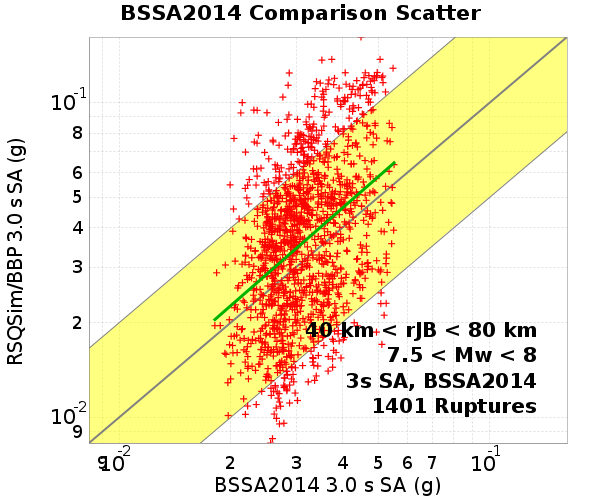 BSSA2014 Comparison Scatter
RSQSim/BBP 3.0 s SA (g)
10-1
8
6
5
4
3
2
10-2
9
40 km < rJB < 80 km
7.5 < Mw < 8
3s SA, BSSA2014
1401 Ruptures
9 10-2 2 3 4 5 6 7 10-1
BSSA2014 3.0 s SA (g)